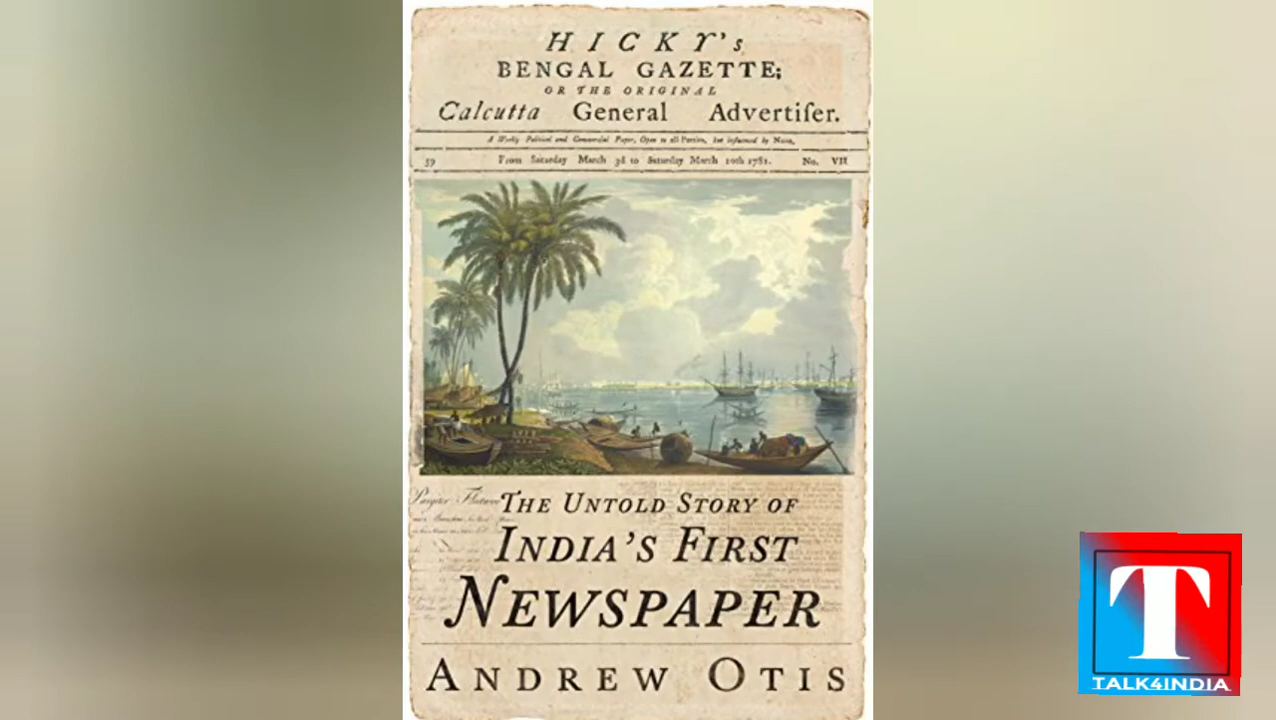 HICKY's
BENGAL GAZETTE;
OR THE ORIGINAL
Calcutta General Advertiſer.
A Weekly Political and Commercial Paper, Open to all Parties, but influenced by None,
59 From Saturday March 3d to Saturday March 10th 1781. No. VII
THE UNTOLD STORY OF
INDIA'S FIRST
NEWSPAPER
ANDREW OTIS
T
TALK4INDIA